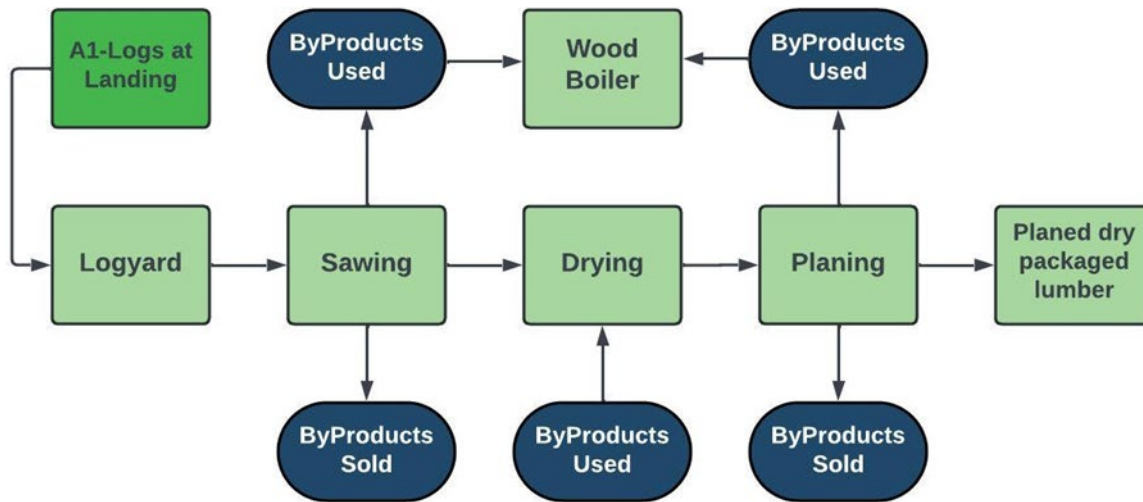 A1-Logs at
Landing
ByProducts
Used
Wood
Boiler
ByProducts
Used
Logyard
Sawing
Drying
Planing
Planed dry
packaged
lumber
ByProducts
Sold
ByProducts
Used
ByProducts
Sold